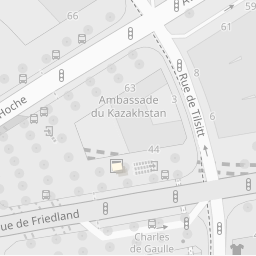 66
61
59
A
Hoche
63
Ambassade
du Kazakhstan
3
8
6
Rue de Tilsitt
44
ue de Friedland
Charles
de Gaulle